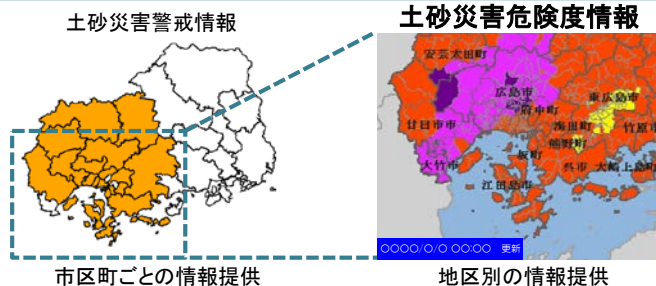 土砂災害警戒情報
土砂災害危険度情報
安芸太田町
広島市
府中町
東広島市
廿日市市
海田町
竹原市
熊野町
坂町
大竹市
呉市
大崎上島町
江田島市
○○○○/○/○ ○○:○○ 更新
市区町ごとの情報提供
地区別の情報提供